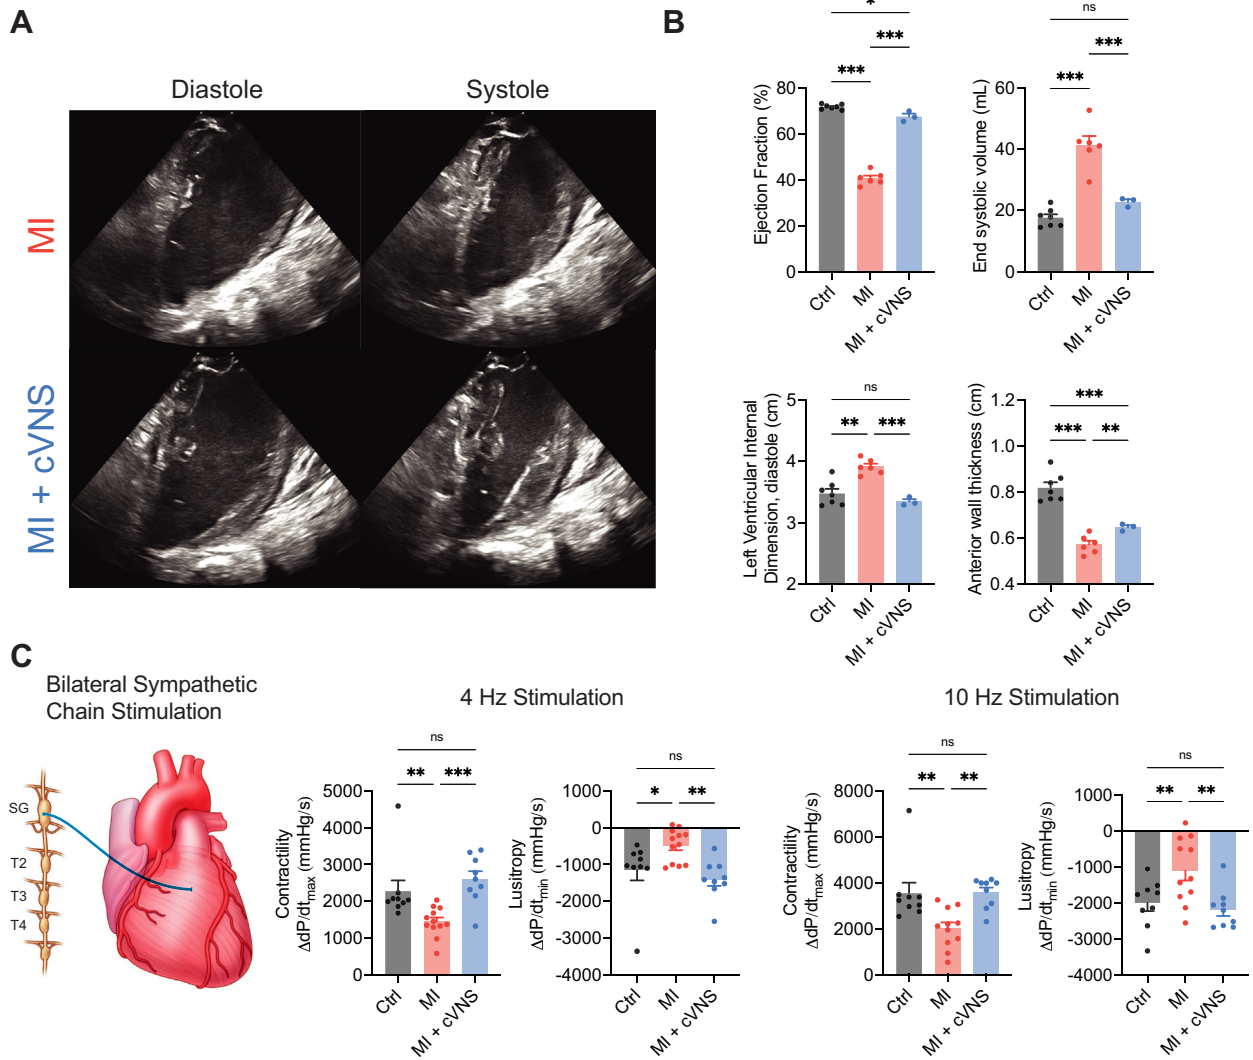 A
Diastole
Systole
MI
MI + cVNS
B
*
***
***
Ejection Fraction (%)
80
60
40
20
0
Ctrl
MI
MI + cVNS
ns
***
***
End systolic volume (mL)
60
40
20
0
Ctrl
MI
MI + cVNS
ns
**
***
Left Ventricular Internal
Dimension, diastole (cm)
5
4
3
2
Ctrl
MI
MI + cVNS
***
***
**
Anterior wall thickness (cm)
1.2
1.0
0.8
0.6
0.4
Ctrl
MI
MI + cVNS
C
Bilateral Sympathetic
Chain Stimulation
SG
T2
T3
T4
4 Hz Stimulation
ns
**
***
Contractility
ΔdP/dtmax (mmHg/s)
5000
4000
3000
2000
1000
0
Ctrl
MI
MI + cVNS
ns
*
**
Lusitropy
ΔdP/dtmin (mmHg/s)
1000
0
-1000
-2000
-3000
-4000
Ctrl
MI
MI + cVNS
10 Hz Stimulation
ns
**
**
Contractility
ΔdP/dtmax (mmHg/s)
8000
6000
4000
2000
0
Ctrl
MI
MI + cVNS
ns
**
**
Lusitropy
ΔdP/dtmin (mmHg/s)
1000
0
-1000
-2000
-3000
-4000
Ctrl
MI
MI + cVNS